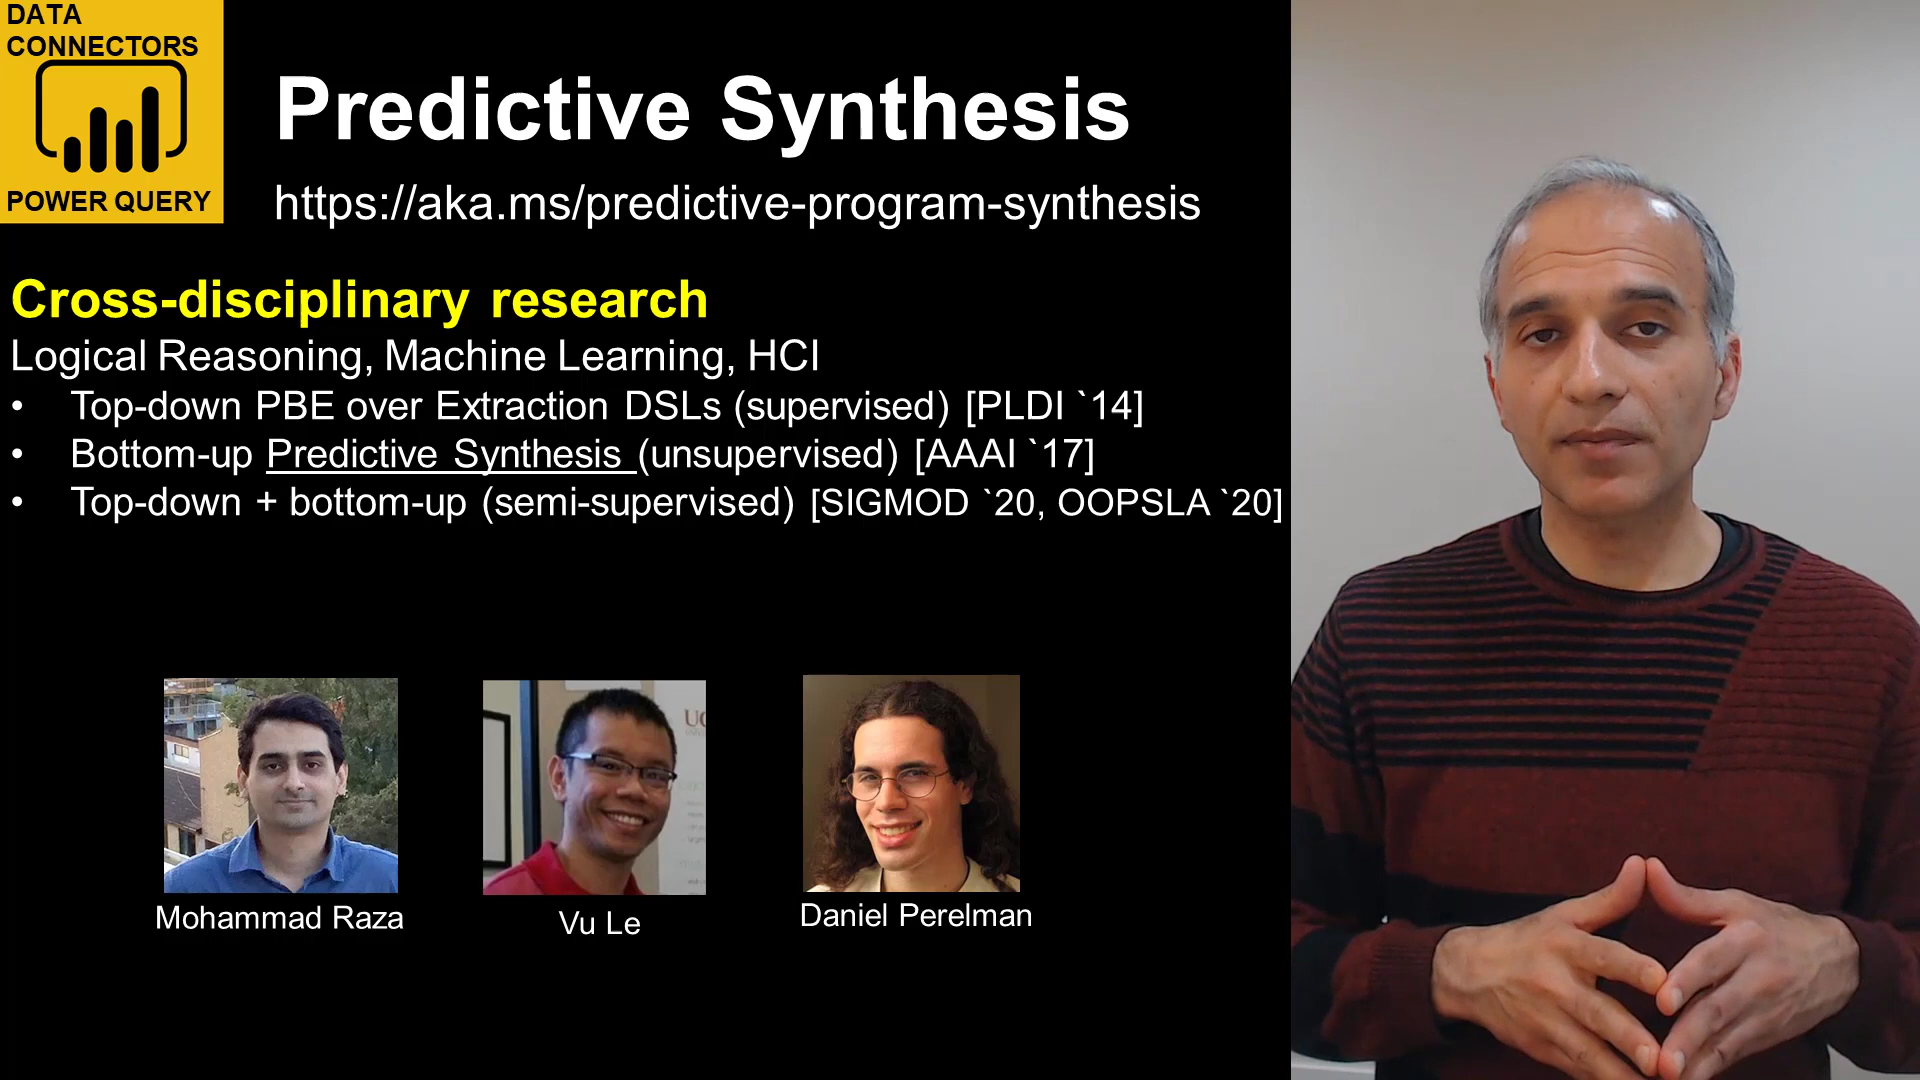 DATA
CONNECTORS
POWER QUERY
Predictive Synthesis
https://aka.ms/predictive-program-synthesis
Cross-disciplinary research
Logical Reasoning, Machine Learning, HCI
• Top-down PBE over Extraction DSLs (supervised) [PLDI `14]
• Bottom-up Predictive Synthesis (unsupervised) [AAAI `17]
• Top-down + bottom-up (semi-supervised) [SIGMOD `20, OOPSLA `20]
Mohammad Raza
Vu Le
Daniel Perelman